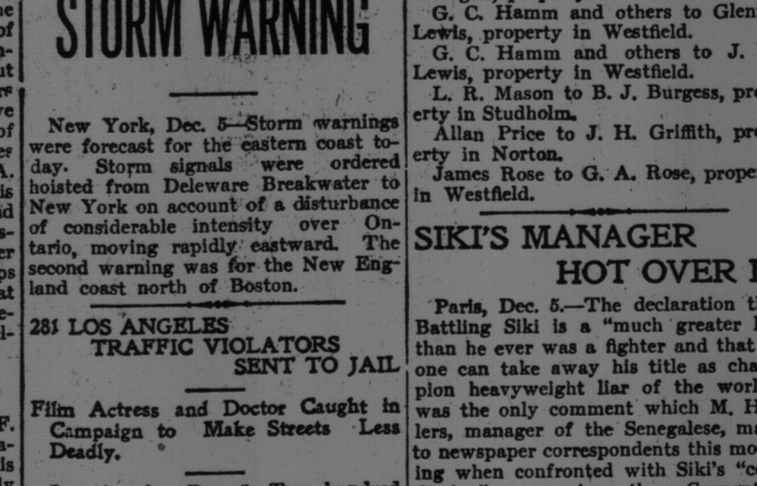 STORM WARNING
New York, Dec. 5—Storm warnings
were forecast for the eastern coast to-
day. Storm signals were ordered
hoisted from Deleware Breakwater to
New York on account of a disturbance
of considerable intensity over On-
tario, moving rapidly eastward. The
second warning was for the New Eng-
land coast north of Boston.
281 LOS ANGELES
TRAFFIC VIOLATORS
SENT TO JAIL
Film Actress and Doctor Caught in
Campaign to Make Streets Less
Deadly.
G. C. Hamm and others to Glen
Lewis, property in Westfield.
G. C. Hamm and others to J.
Lewis, property in Westfield.
L. R. Mason to B. J. Burgess, pr
erty in Studholm.
Allan Price to J. H. Griffith, pr
erty in Norton.
James Rose to G. A. Rose, prope
in Westfield.
SIKI'S MANAGER
HOT OVER
Paris, Dec. 5.—The declaration t
Battling Siki is a "much greater
than he ever was a fighter and that
one can take away his title as cha
pion heavyweight liar of the worl
was the only comment which M. H
lers, manager of the Senegalese, m
to newspaper correspondents this mo
ing when confronted with Siki's "c